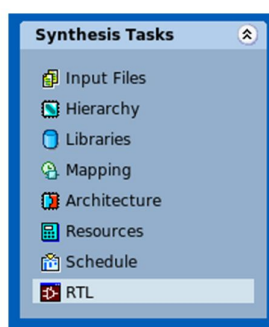 Synthesis Tasks
Input Files
Hierarchy
Libraries
Mapping
Architecture
Resources
Schedule
RTL